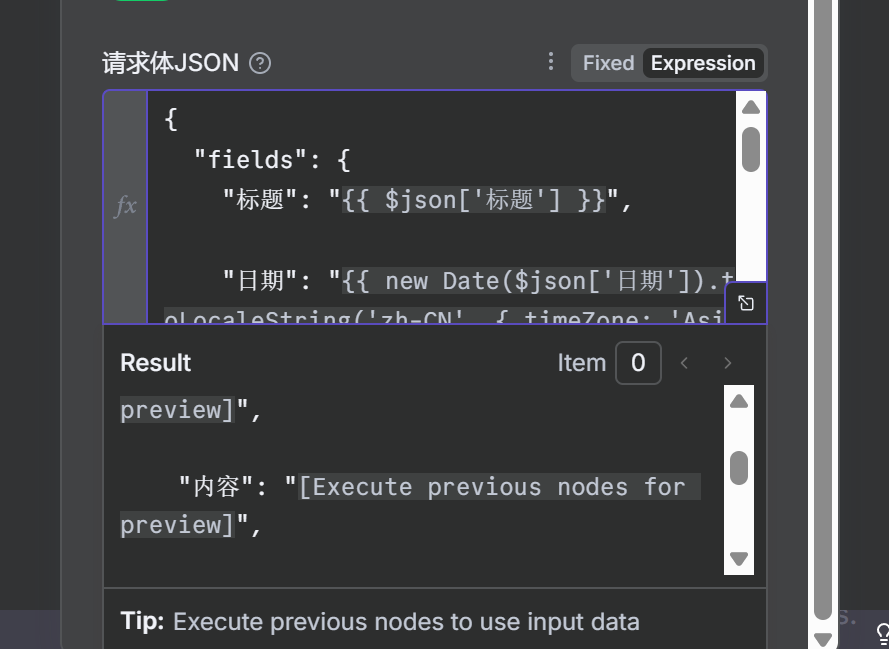 请求体JSON
Fixed
Expression
{
"fields": {
"标题": "{{ $json['标题'] }}",
"日期": "{{ new Date($json['日期']).t
oLocaleString('zh-CN', { timeZone: 'Asi
fx
Result
Item 0
preview]",
"内容": "[Execute previous nodes for
preview]",
Tip: Execute previous nodes to use input data
s.